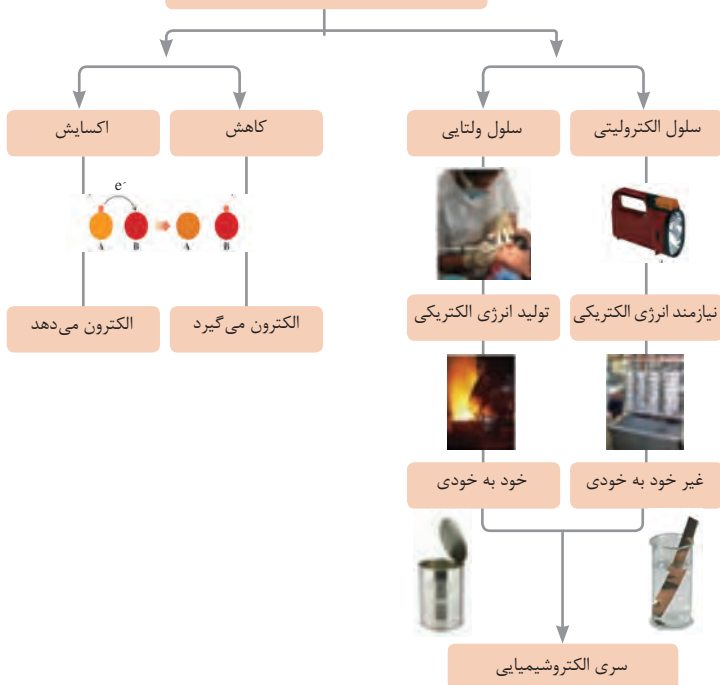 سلول الکترولیتی
سلول ولتایی
کاهش
اکسایش
e-
A B A B
نیازمند انرژی الکتریکی
تولید انرژی الکتریکی
الکترون می‌گیرد
الکترون می‌دهد
غیر خود به خودی
خود به خودی
سری الکتروشیمیایی